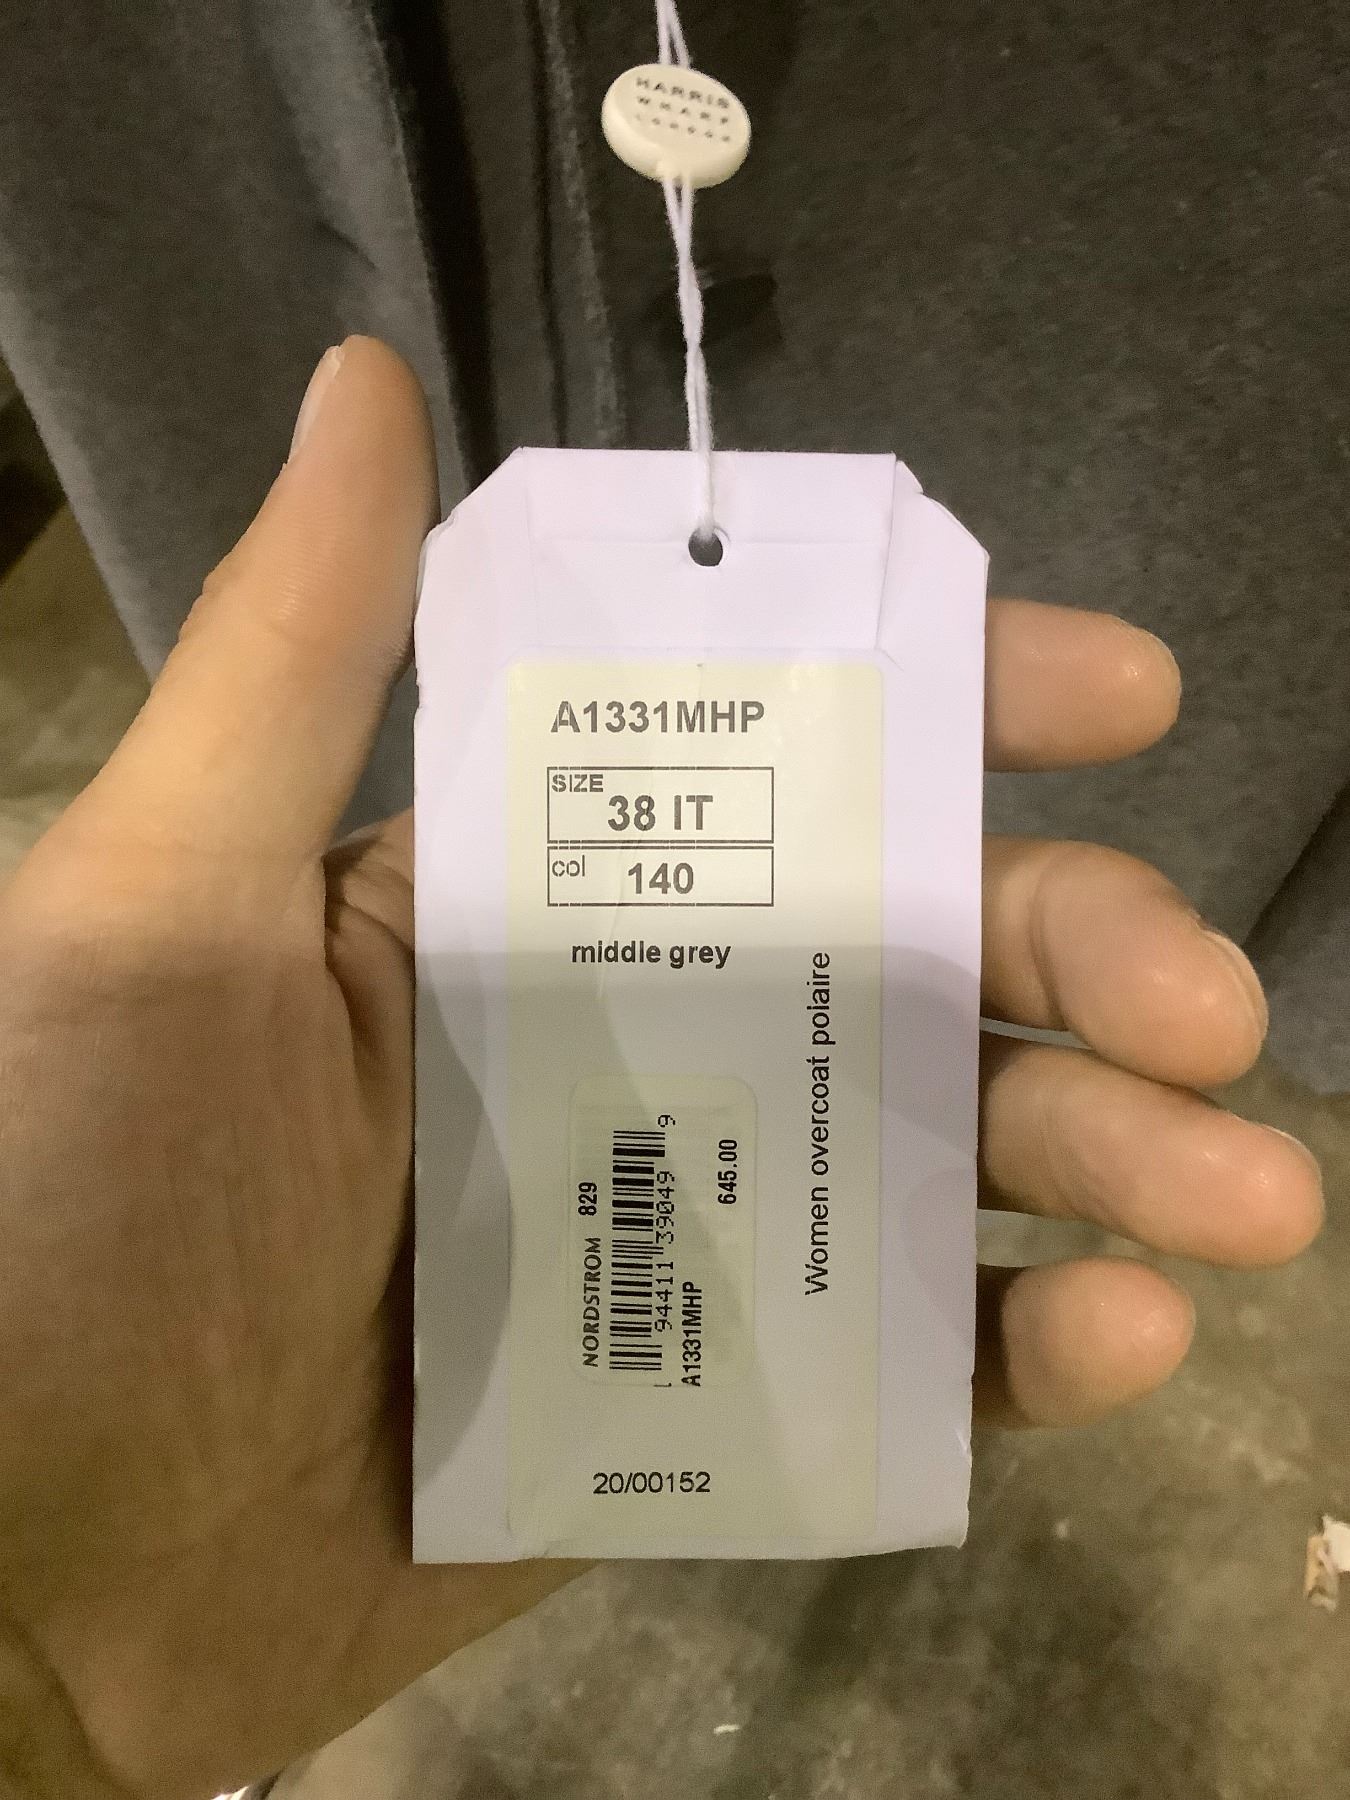 HARRIS
WHARF
LONDON
A1331MHP
SIZE
38 IT
col
140
middle grey
Women overcoat polaire
NORDSTROM 829
94411 39049 9
A1331MHP
645.00
20/00152